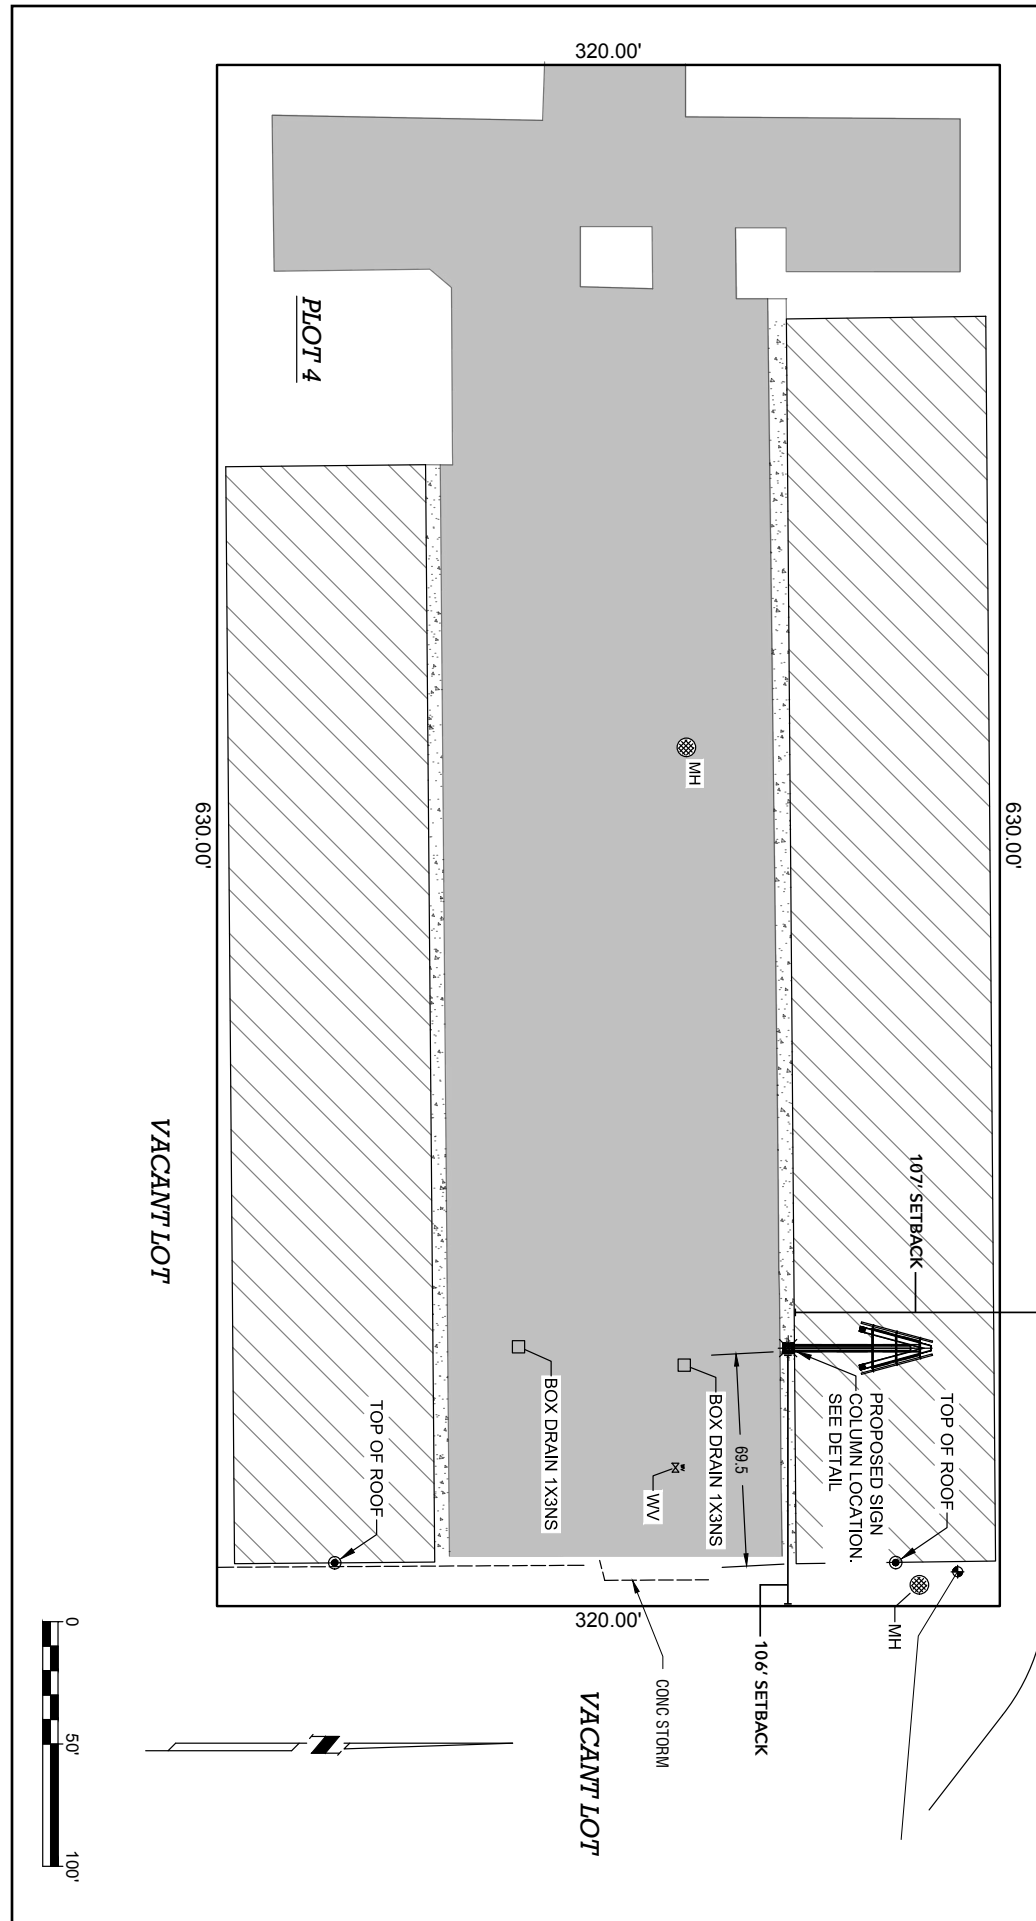 320.00'
PLOT 4
630.00'
630.00'
MH
VACANT LOT
107' SETBACK
PROPOSED SIGN
COLUMN LOCATION.
SEE DETAIL
TOP OF ROOF
BOX DRAIN 1X3NS
BOX DRAIN 1X3NS
69.5
WV
TOP OF ROOF
MH
320.00'
106' SETBACK
CONC STORM
VACANT LOT
0
50'
100'
N